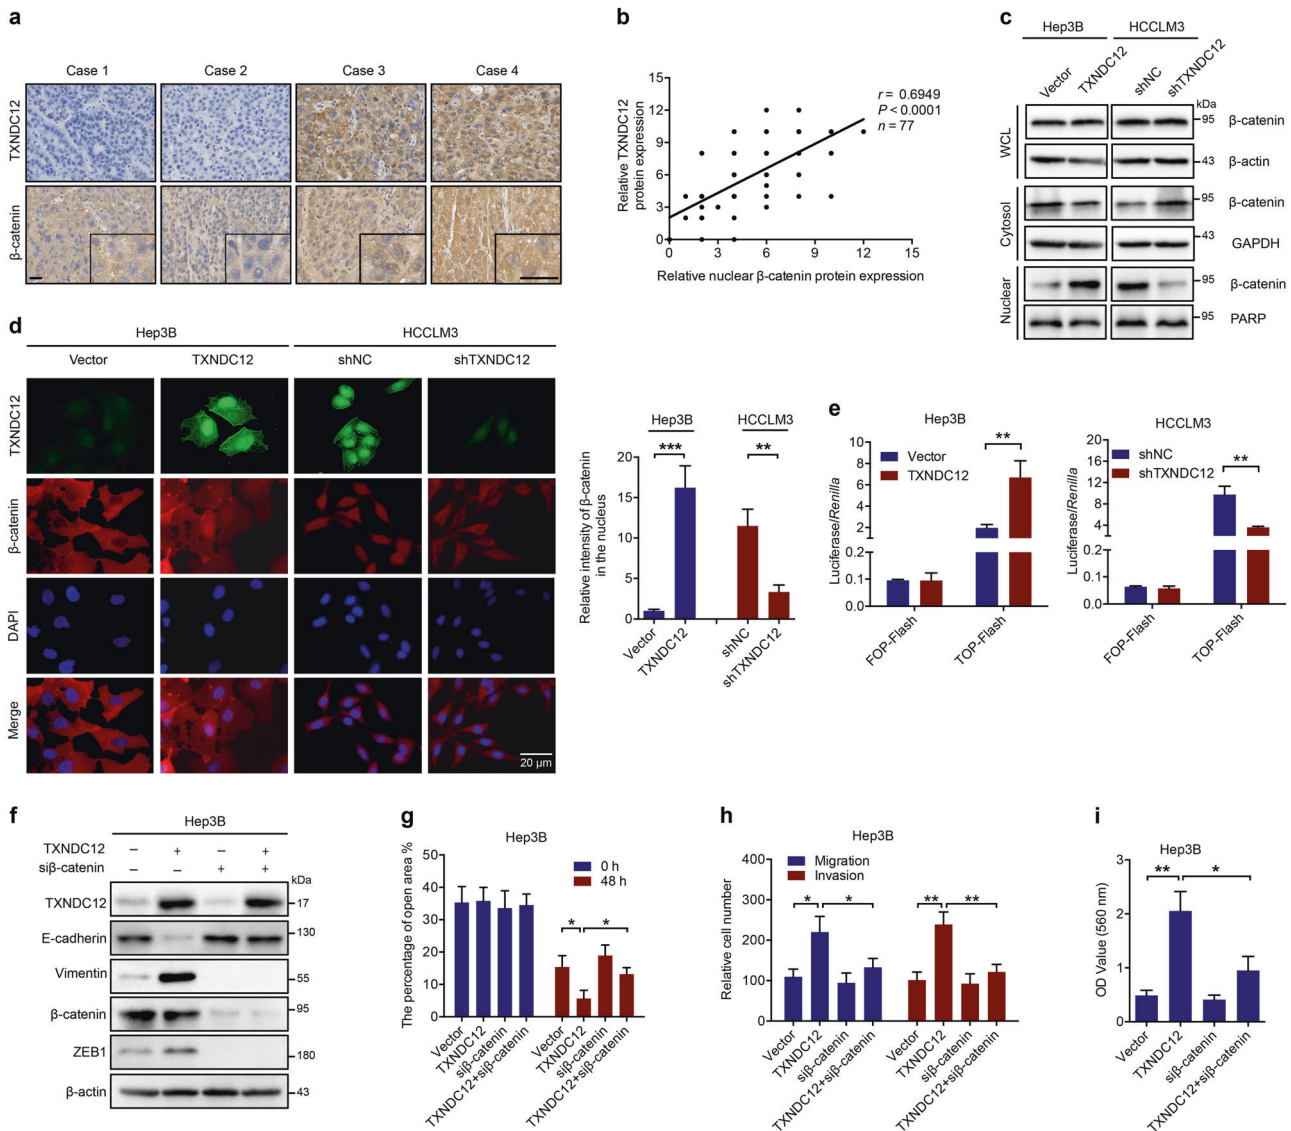 a
Case 1 Case 2 Case 3 Case 4
TXNDC12
β-catenin
b
Relative TXNDC12
protein expression
15
12
9
6
3
0
0 3 6 9 12 15
Relative nuclear β-catenin protein expression
r = 0.6949
P < 0.0001
n = 77
c
Hep3B HCCLM3
Vector TXNDC12 shNC shTXNDC12
kDa
WCL
95 β-catenin
43 β-actin
Cytosol
95 β-catenin
43 GAPDH
Nuclear
95 β-catenin
95 PARP
d
Hep3B HCCLM3
Vector TXNDC12 shNC shTXNDC12
TXNDC12
β-catenin
DAPI
Merge
20 μm
Relative intensity of β-catenin
in the nucleus
20
15
10
5
0
Hep3B HCCLM3
*** **
Vector TXNDC12 shNC shTXNDC12
e
Hep3B
Luciferase/Renilla
10
8
6
4
2
0.2
0.1
0.0
Vector
TXNDC12
**
FOP-Flash TOP-Flash
HCCLM3
Luciferase/Renilla
20
16
12
8
4
0.2
0.1
0.0
shNC
shTXNDC12
**
FOP-Flash TOP-Flash
f
Hep3B
TXNDC12 – + – +
siβ-catenin – – + +
kDa
TXNDC12 17
E-cadherin 130
Vimentin 55
β-catenin 95
ZEB1 180
β-actin 43
g
Hep3B
The percentage of open area %
50
40
30
20
10
0
0 h
48 h
* *
Vector TXNDC12 siβ-catenin TXNDC12+siβ-catenin Vector TXNDC12 siβ-catenin TXNDC12+siβ-catenin
h
Hep3B
Relative cell number
400
300
200
100
0
Migration
Invasion
* * ** **
Vector TXNDC12 siβ-catenin TXNDC12+siβ-catenin Vector TXNDC12 siβ-catenin TXNDC12+siβ-catenin
i
Hep3B
OD Value (560 nm)
3
2
1
0
** *
Vector TXNDC12 siβ-catenin TXNDC12+siβ-catenin